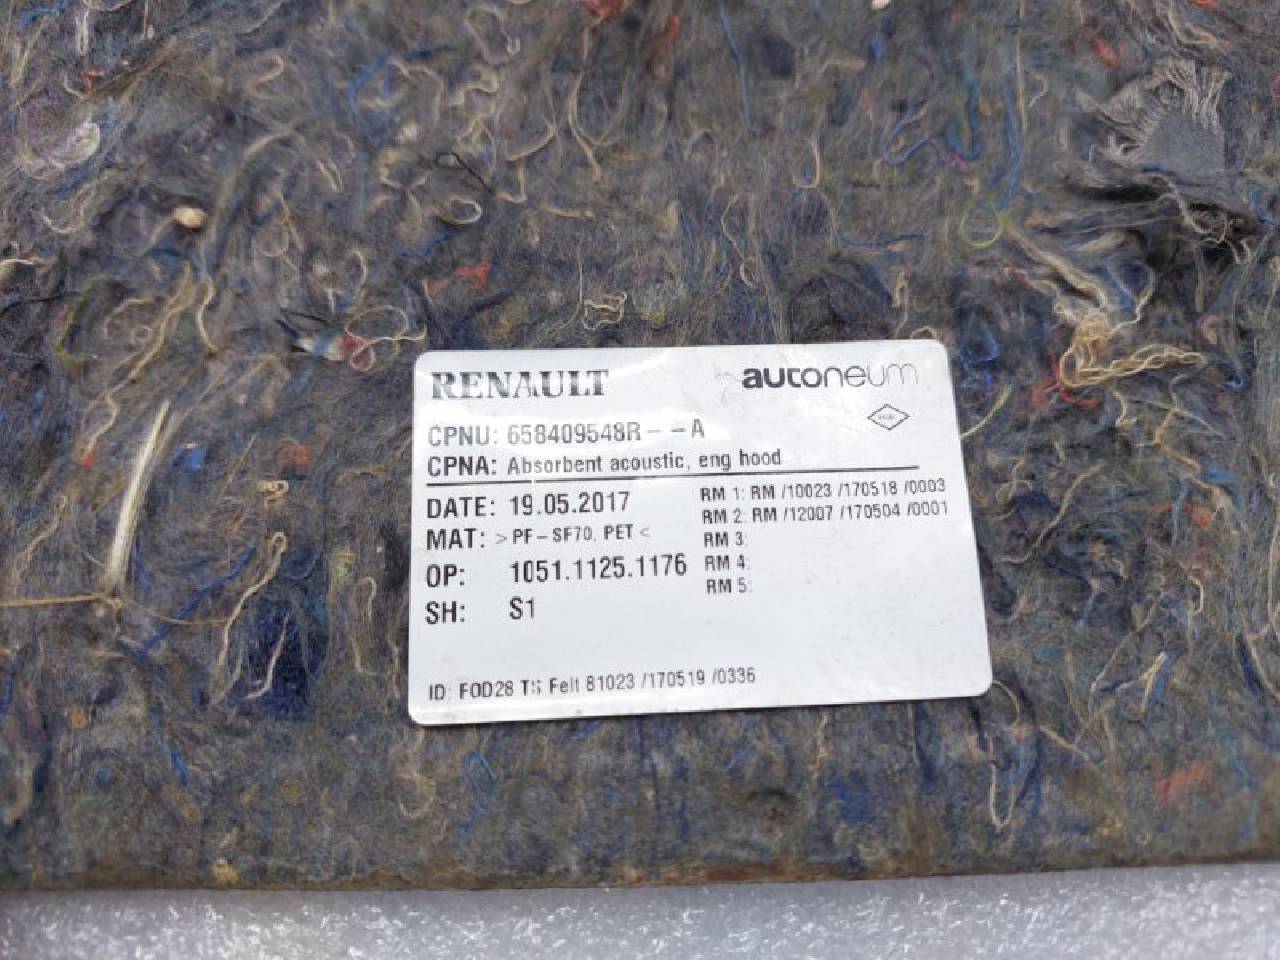 RENAULT
autoneum
CPNU: 658409548R--A
CPNA: Absorbent acoustic, eng hood
DATE: 19.05.2017
MAT: >PF-SF70, PET<
OP: 1051.1125.1176
SH: S1
RM 1: RM /10023 /170518 /0003
RM 2: RM /12007 /170504 /0001
RM 3:
RM 4:
RM 5:
ID: FOD28 TS Felt 81023 /170519 /0336